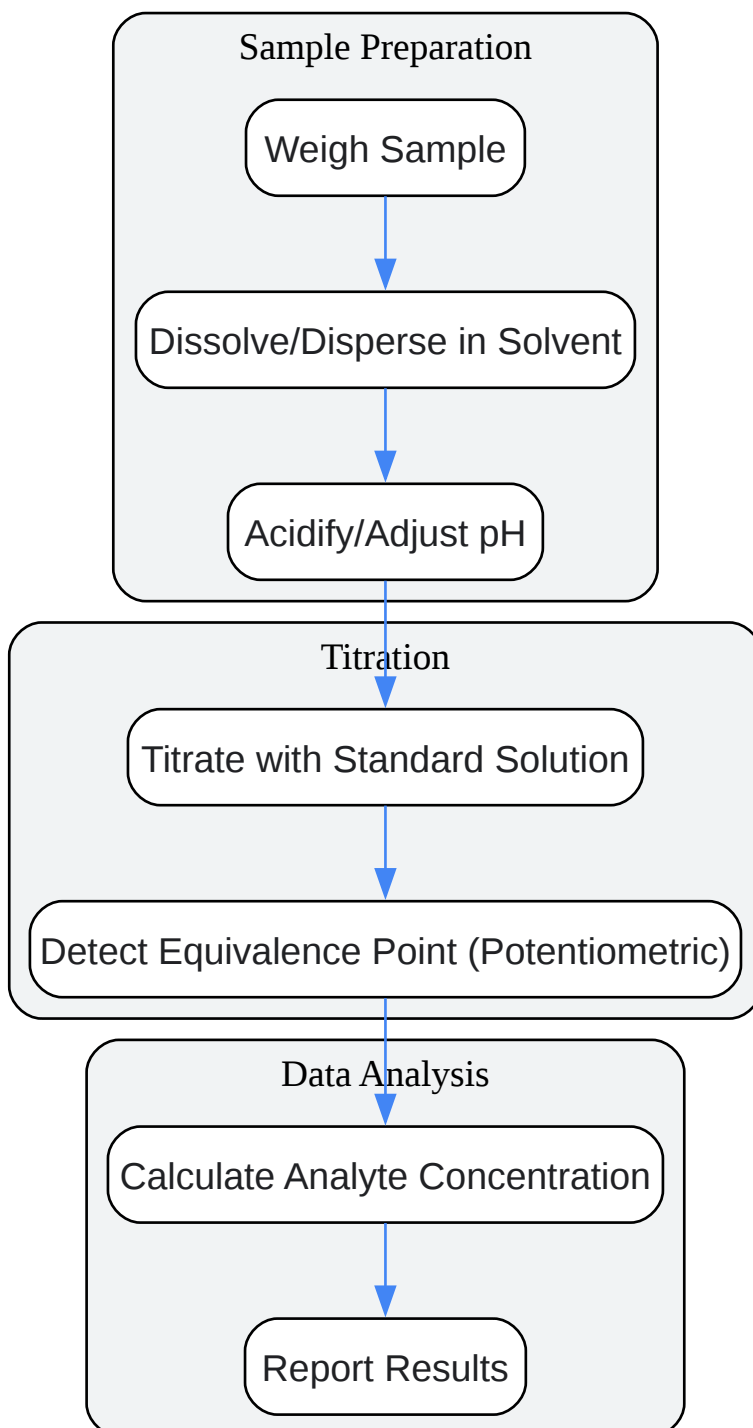 Sample Preparation
Weigh Sample
Dissolve/Disperse in Solvent
Acidify/Adjust pH
Titration
Titrate with Standard Solution
Detect Equivalence Point (Potentiometric)
Data Analysis
Calculate Analyte Concentration
Report Results